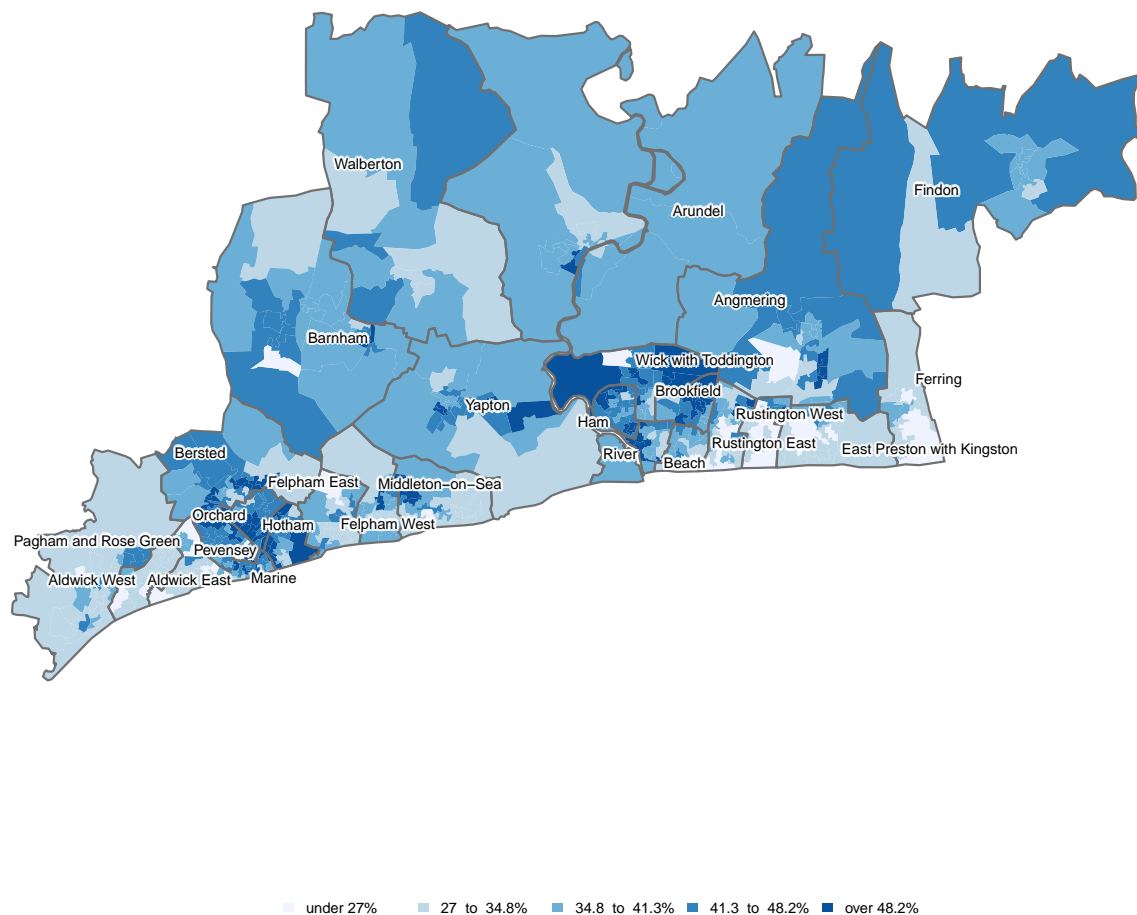 Walberton
Findon
Arundel
Angmering
Barnham
Wick with Toddington
Ferring
Brookfield
Yapton
Rustington West
Ham
Rustington East
East Preston with Kingston
Bersted
River
Beach
Felpham East
Middleton−on−Sea
Orchard
Hotham
Felpham West
Pagham and Rose Green
Pevensey
Aldwick West
Aldwick East
Marine
under 27%
27 to 34.8%
34.8 to 41.3%
41.3 to 48.2%
over 48.2%